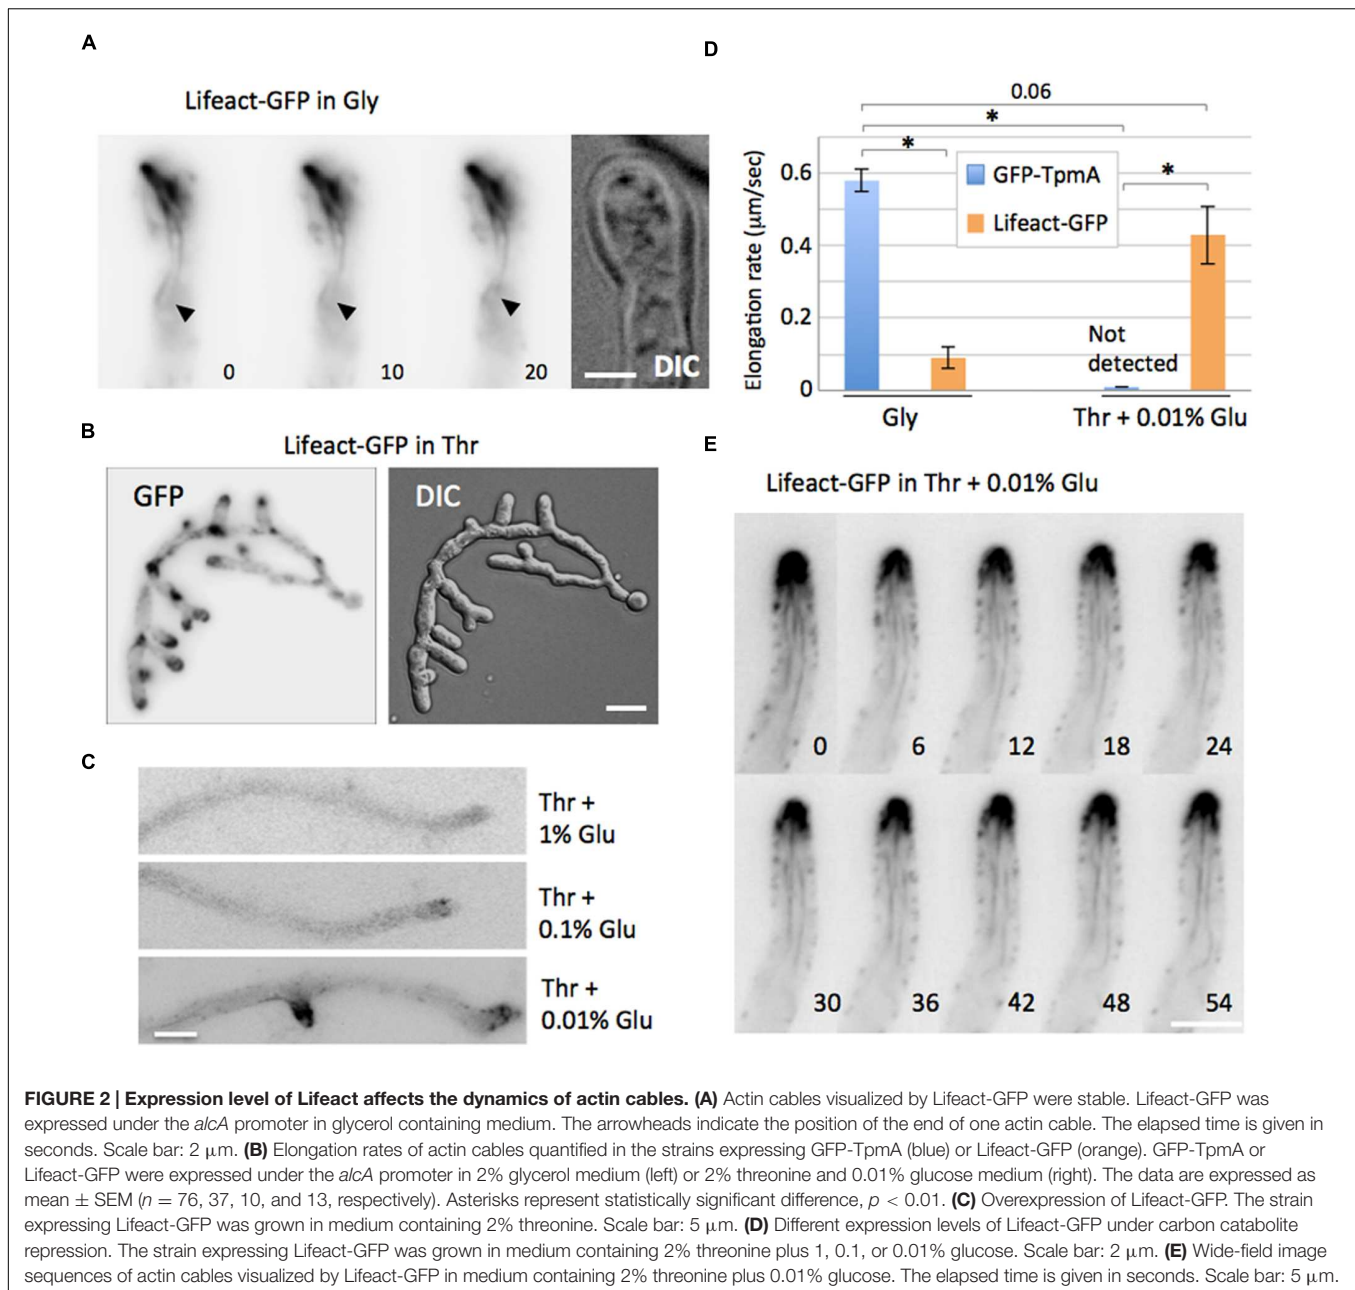 A
Lifeact-GFP in Gly
0
10
20
DIC
B
Lifeact-GFP in Thr
GFP
DIC
C
Thr +
1% Glu
Thr +
0.1% Glu
Thr +
0.01% Glu
D
0.06
*
*
*
Elongation rate (μm/sec)
0.6
0.4
0.2
0
GFP-TpmA
Lifeact-GFP
Not
detected
Gly
Thr + 0.01% Glu
E
Lifeact-GFP in Thr + 0.01% Glu
0
6
12
18
24
30
36
42
48
54
FIGURE 2 | Expression level of Lifeact affects the dynamics of actin cables. (A) Actin cables visualized by Lifeact-GFP were stable. Lifeact-GFP was
expressed under the alcA promoter in glycerol containing medium. The arrowheads indicate the position of the end of one actin cable. The elapsed time is given in
seconds. Scale bar: 2 μm. (B) Elongation rates of actin cables quantified in the strains expressing GFP-TpmA (blue) or Lifeact-GFP (orange). GFP-TpmA or
Lifeact-GFP were expressed under the alcA promoter in 2% glycerol medium (left) or 2% threonine and 0.01% glucose medium (right). The data are expressed as
mean ± SEM (n = 76, 37, 10, and 13, respectively). Asterisks represent statistically significant difference, p < 0.01. (C) Overexpression of Lifeact-GFP. The strain
expressing Lifeact-GFP was grown in medium containing 2% threonine. Scale bar: 5 μm. (D) Different expression levels of Lifeact-GFP under carbon catabolite
repression. The strain expressing Lifeact-GFP was grown in medium containing 2% threonine plus 1, 0.1, or 0.01% glucose. Scale bar: 2 μm. (E) Wide-field image
sequences of actin cables visualized by Lifeact-GFP in medium containing 2% threonine plus 0.01% glucose. The elapsed time is given in seconds. Scale bar: 5 μm.